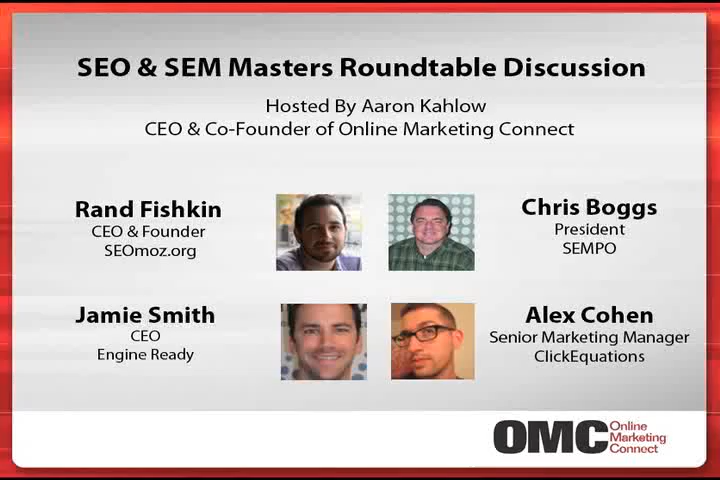 SEO & SEM Masters Roundtable Discussion
Hosted By Aaron Kahlow
CEO & Co-Founder of Online Marketing Connect
Rand Fishkin
CEO & Founder
SEOmoz.org
Chris Boggs
President
SEMPO
Jamie Smith
CEO
Engine Ready
Alex Cohen
Senior Marketing Manager
ClickEquations
OMC
Online
Marketing
Connect